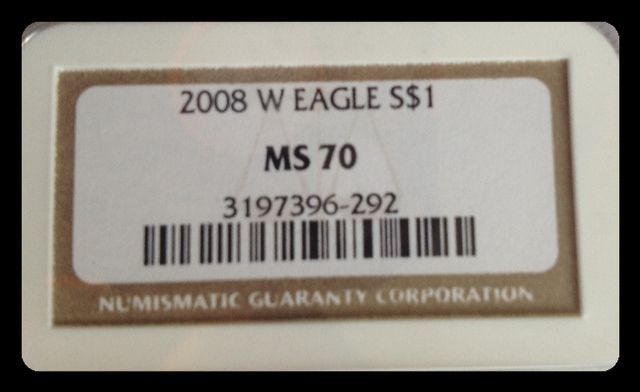 2008 W EAGLE S$1
MS 70
3197396-292
NUMISMATIC GUARANTY CORPORATION